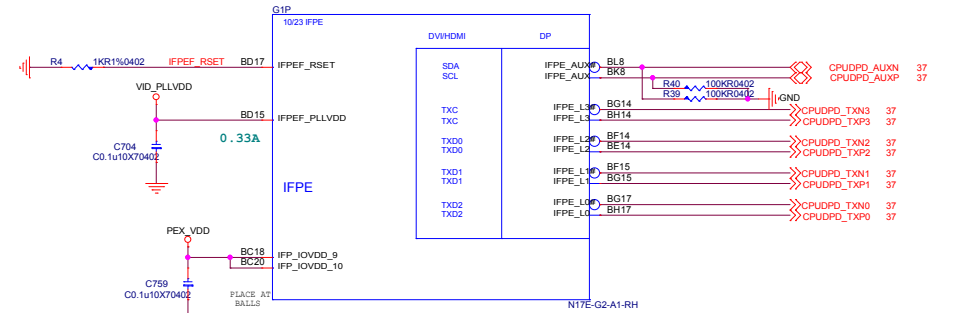 G1P
10/23 IFPE
DVI/HDMI DP
R4 1KR1%0402 IFPEF_RSET BD17 IFPEF_RSET
SDA IFPE_AUX# BL8 CPUDPD_AUXN 37
SCL IFPE_AUX BK8 CPUDPD_AUXP 37
R40 100KR0402
R39 100KR0402 GND
VID_PLLVDD
TXC IFPE_L3# BG14 CPUDPD_TXN3 37
TXC IFPE_L3 BH14 CPUDPD_TXP3 37
BD15 IFPEF_PLLVDD
0.33A
TXD0 IFPE_L2# BF14 CPUDPD_TXN2 37
TXD0 IFPE_L2 BE14 CPUDPD_TXP2 37
C704
C0.1u10X70402
TXD1 IFPE_L1# BF15 CPUDPD_TXN1 37
TXD1 IFPE_L1 BG15 CPUDPD_TXP1 37
IFPE
TXD2 IFPE_L0# BG17 CPUDPD_TXN0 37
TXD2 IFPE_L0 BH17 CPUDPD_TXP0 37
PEX_VDD
BC18 IFP_IOVDD_9
BC20 IFP_IOVDD_10
C759
C0.1u10X70402
PLACE AT
BALLS
N17E-G2-A1-RH